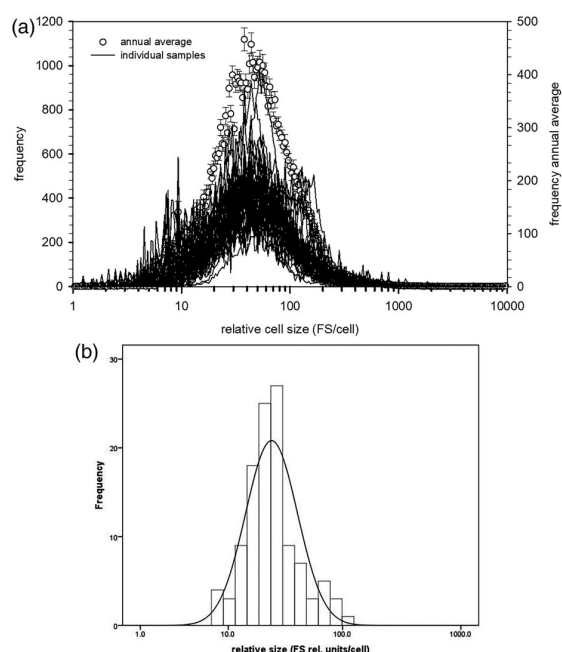 (a)
annual average
individual samples
1200
1000
800
600
400
200
0
frequency
500
400
300
200
100
0
frequency annual average
1 10 100 1000 10000
relative cell size (FS/cell)
(b)
30
20
10
0
Frequency
1.0 10.0 100.0 1000.0
relative size (FS rel. units/cell)